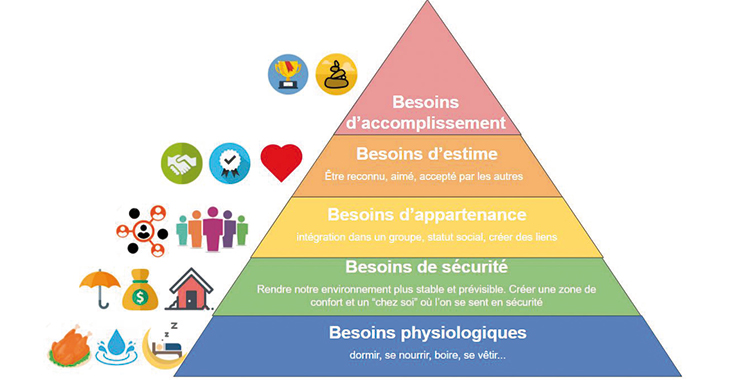 Besoins
d'accomplissement
Besoins d'estime
Être reconnu, aimé, accepté par les autres
Besoins d'appartenance
intégration dans un groupe, statut social, créer des liens
Besoins de sécurité
Rendre notre environnement plus stable et prévisible. Créer une zone de
confort et un "chez soi" où l'on se sent en sécurité
Besoins physiologiques
dormir, se nourrir, boire, se vêtir...
$
z
z
z